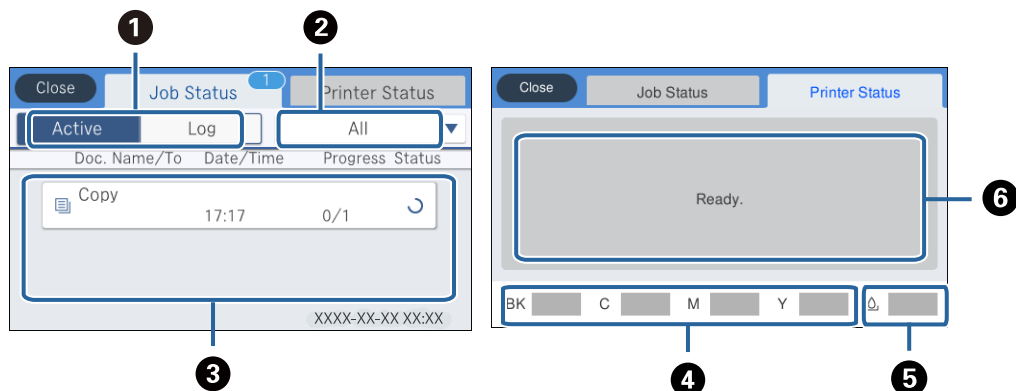 1 2
Close Job Status 1 Printer Status
Active Log All
Doc. Name/To Date/Time Progress Status
Copy
17:17 0/1
XXXX-XX-XX XX:XX
3
Close Job Status Printer Status
Ready.
6
BK C M Y
4 5